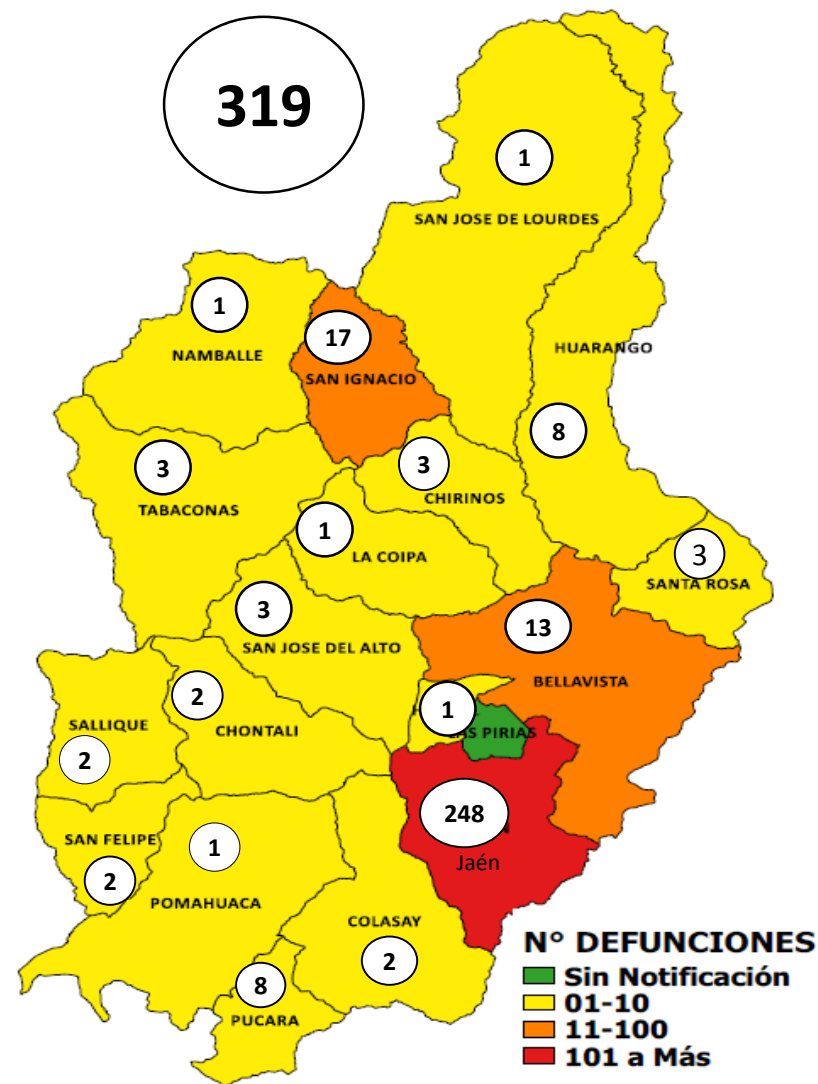 319
1
SAN JOSE DE LOURDES
1
NAMBALLE
17
SAN IGNACIO
HUARANGO
8
3
TABACONAS
3
CHIRINOS
1
LA COIPA
3
SANTA ROSA
3
SAN JOSE DEL ALTO
13
BELLAVISTA
2
CHONTALI
1
LAS PIRIAS
SALLIQUE
2
248
Jaén
SAN FELIPE
2
1
POMAHUACA
COLASAY
2
8
PUCARA
N° DEFUNCIONES
Sin Notificación
01-10
11-100
101 a Más